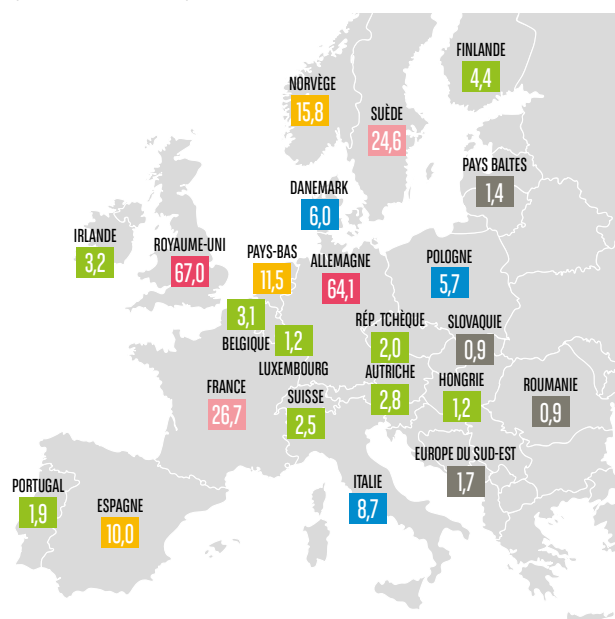 FINLANDE
4,4
NORVÈGE
15,8
SUÈDE
24,6
PAYS BALTES
1,4
DANEMARK
6,0
IRLANDE
3,2
ROYAUME-UNI
67,0
PAYS-BAS
11,5
ALLEMAGNE
64,1
POLOGNE
5,7
3,1
BELGIQUE
1,2
LUXEMBOURG
RÉP. TCHÈQUE
2,0
SLOVAQUIE
0,9
FRANCE
26,7
SUISSE
2,5
AUTRICHE
2,8
HONGRIE
1,2
ROUMANIE
0,9
EUROPE DU SUD-EST
1,7
PORTUGAL
1,9
ESPAGNE
10,0
ITALIE
8,7